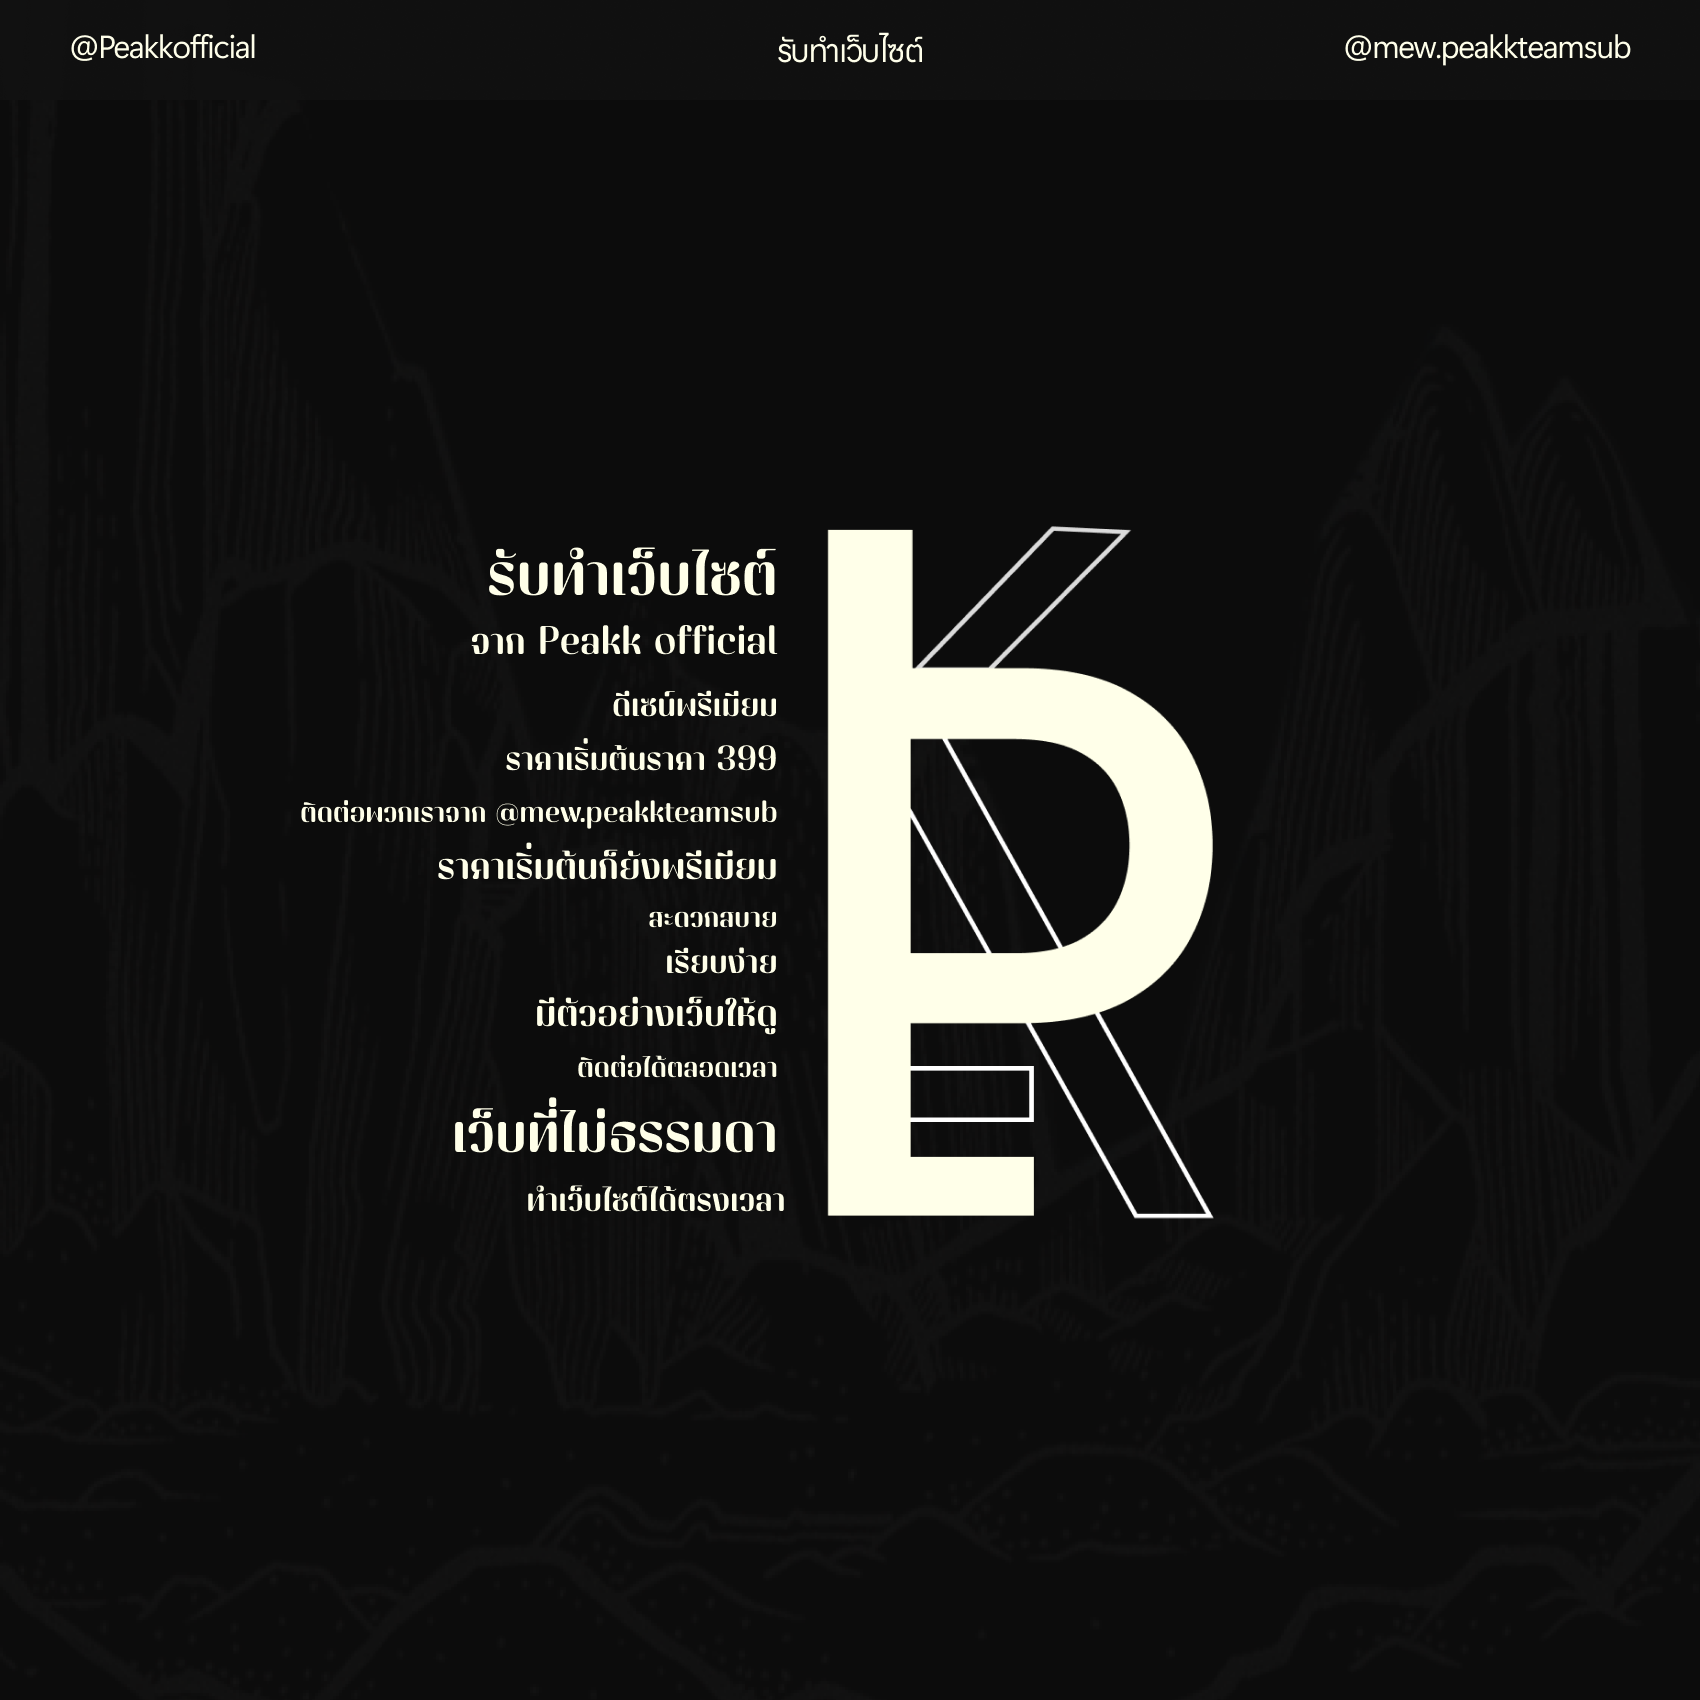 @Peakkofficial
รับทำเว็บไซต์
@mew.peakkteamsub
รับทำเว็บไซต์
จาก Peakk official
ดีเซน์พรีเมียม
ราคาเริ่มต้นราคา 399
ติดต่อพวกเราจาก @mew.peakkteamsub
ราคาเริ่มต้นก็ยังพรีเมียม
สะดวกสบาย
เรียบง่าย
มีตัวอย่างเว็บให้ดู
ติดต่อได้ตลอดเวลา
เว็บที่ไม่ธรรมดา
ทำเว็บไซต์ได้ตรงเวลา